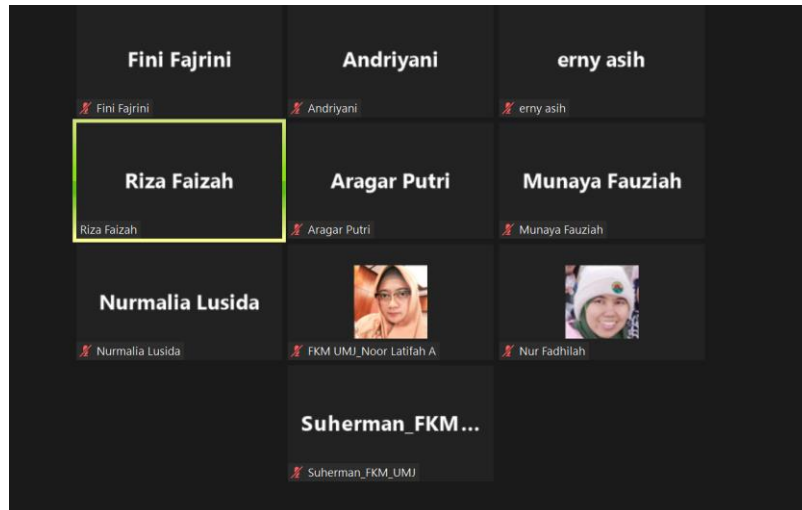 Fini Fajrini
Fini Fajrini
Andriyani
Andriyani
erny asih
erny asih
Riza Faizah
Riza Faizah
Aragar Putri
Aragar Putri
Munaya Fauziah
Munaya Fauziah
Nurmalia Lusida
Nurmalia Lusida
FKM UMJ_Noor Latifah A
Nur Fadhilah
Suherman_FKM...
Suherman_FKM_UMJ